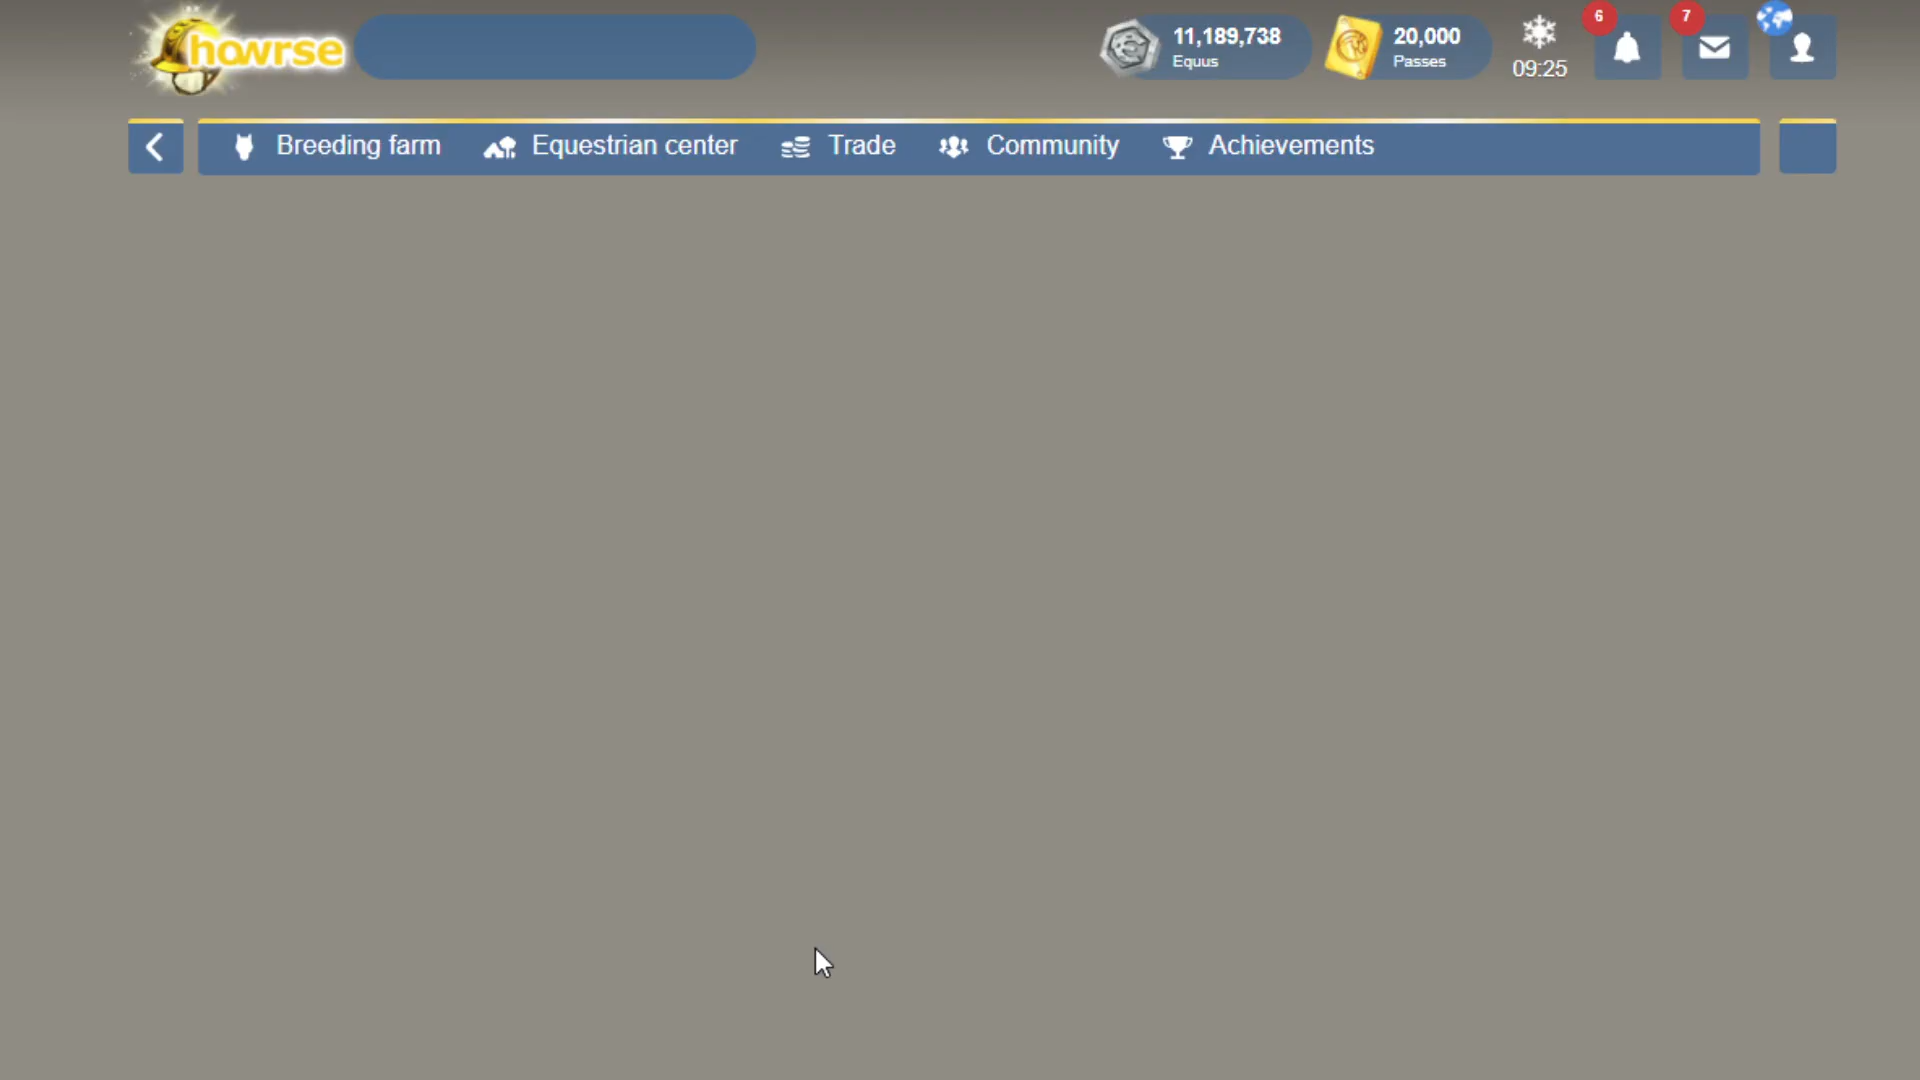 howrse
11,189,738
Equus
20,000
Passes
09:25
6
7
Breeding farm
Equestrian center
Trade
Community
Achievements